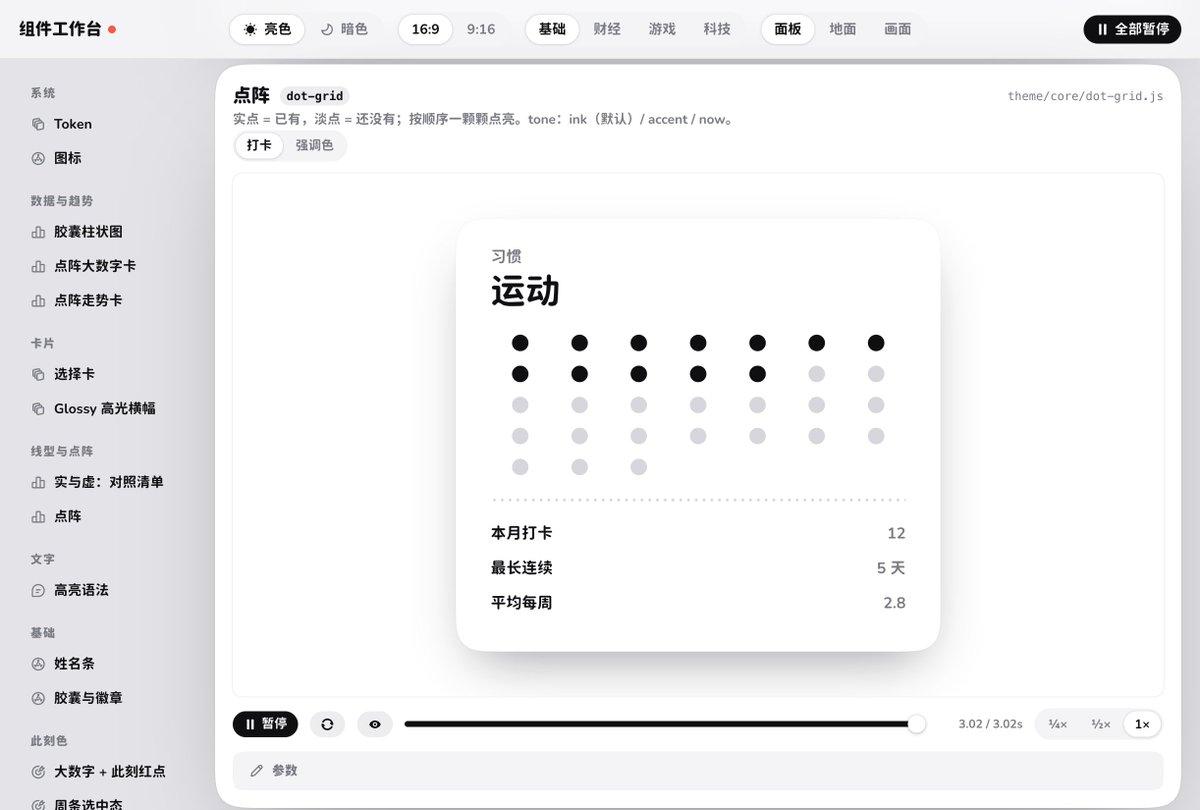 组件工作台
亮色 暗色 16:9 9:16 基础 财经 游戏 科技 面板 地面 画面 全部暂停
系统
Token
图标
数据与趋势
胶囊柱状图
点阵大数字卡
点阵走势卡
卡片
选择卡
Glossy 高光横幅
线型与点阵
实与虚：对照清单
点阵
文字
高亮语法
基础
姓名条
胶囊与徽章
此刻色
大数字 + 此刻红点
周条选中态
点阵 dot-grid theme/core/dot-grid.js
实点 = 已有，淡点 = 还没有；按顺序一颗颗点亮。tone：ink（默认）/ accent / now。
打卡 强调色
习惯
运动
本月打卡 12
最长连续 5 天
平均每周 2.8
暂停 3.02 / 3.02s ¼× ½× 1×
参数